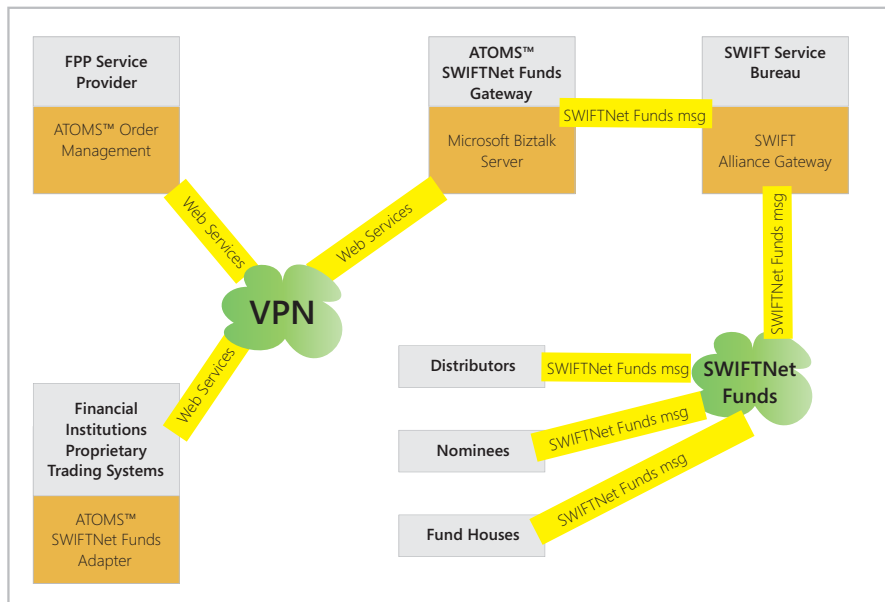 FPP Service
Provider
ATOMS™ Order
Management
ATOMS™
SWIFTNet Funds
Gateway
Microsoft Biztalk
Server
SWIFTNet Funds msg
SWIFT Service
Bureau
SWIFT
Alliance Gateway
Web Services
Web Services
SWIFTNet Funds msg
VPN
Web Services
Distributors
SWIFTNet Funds msg
SWIFTNet
Funds
Nominees
SWIFTNet Funds msg
Fund Houses
SWIFTNet Funds msg
Financial
Institutions
Proprietary
Trading Systems
ATOMS™
SWIFTNet Funds
Adapter